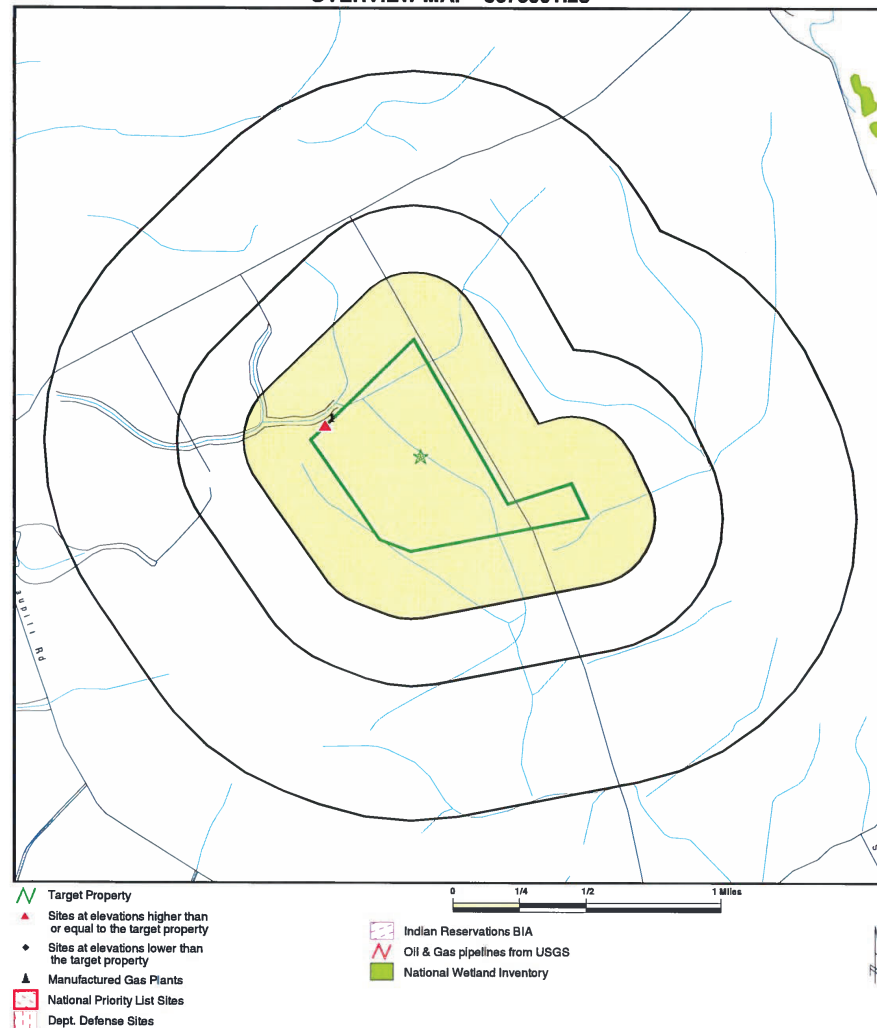 Rd
0 1/4 1/2 1 Miles
Target Property
Sites at elevations higher than
or equal to the target property
Sites at elevations lower than
the target property
Manufactured Gas Plants
National Priority List Sites
Dept. Defense Sites
Indian Reservations BIA
Oil & Gas pipelines from USGS
National Wetland Inventory